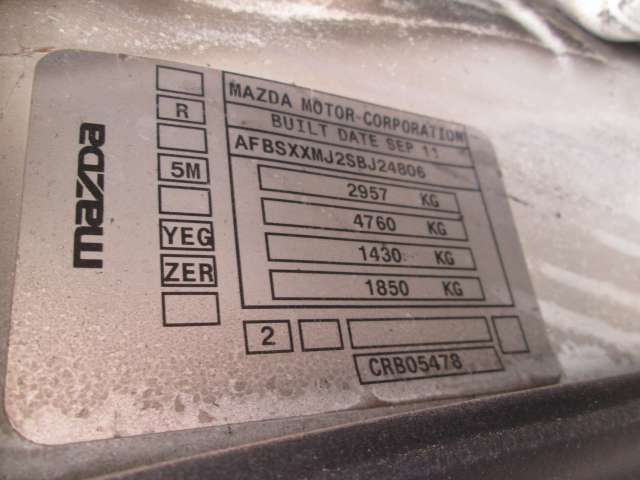 mazda
R
5M
YEG
ZER
MAZDA MOTOR CORPORATION
BUILT DATE SEP 11
AFBSXXMJ2SBJ24806
2957 KG
4760 KG
1430 KG
1850 KG
2
CRB05478